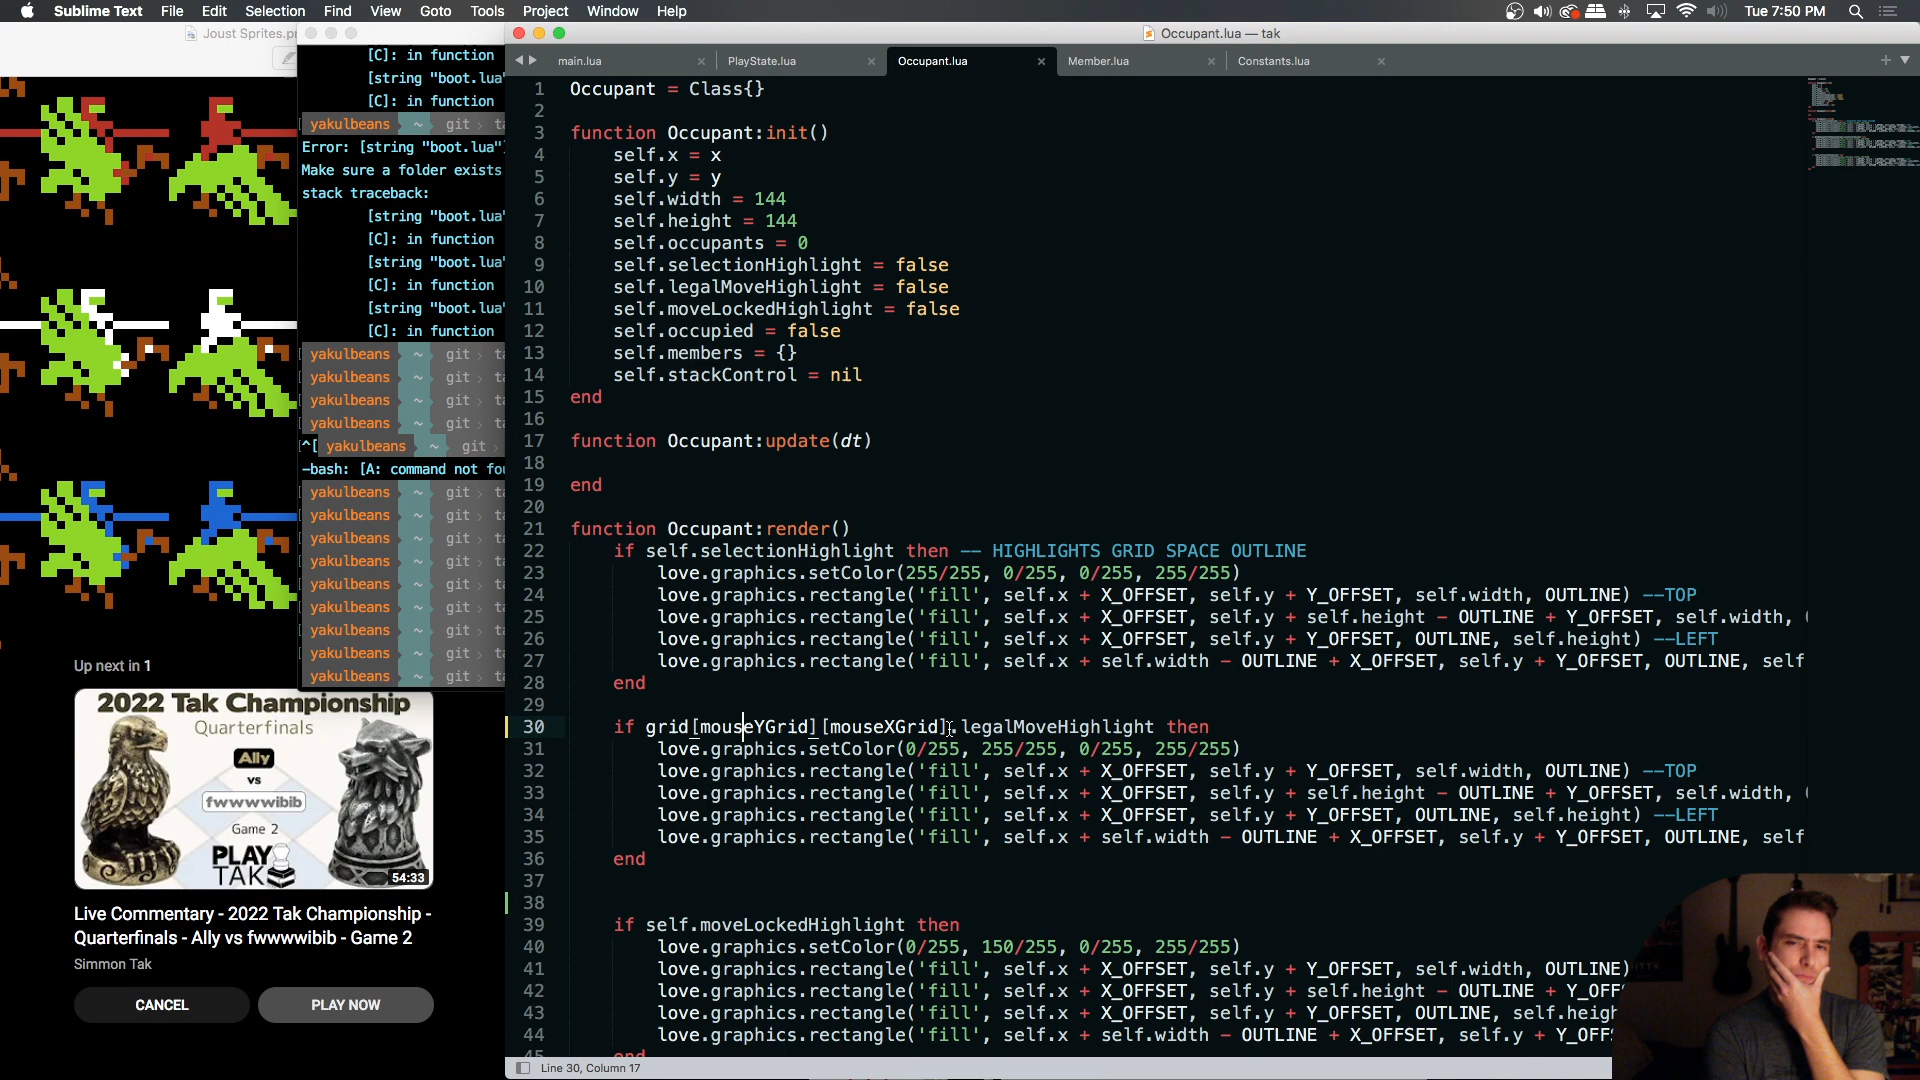 Sublime Text File Edit Selection Find View Goto Tools Project Window Help
Tue 7:50 PM
Joust Sprites.pr
Occupant.lua — tak
main.lua
PlayState.lua
Occupant.lua
Member.lua
Constants.lua
[C]: in function
[string "boot.lua"
[C]: in function
yakulbeans ~ git ta
Error: [string "boot.lua"]
Make sure a folder exists
stack traceback:
[string "boot.lua"
[C]: in function
[string "boot.lua"
[C]: in function
[string "boot.lua"
[C]: in function
yakulbeans ~ git ta
yakulbeans ~ git ta
yakulbeans ~ git ta
yakulbeans ~ git ta
^[ yakulbeans ~ git
-bash: [A: command not fou
yakulbeans ~ git ta
yakulbeans ~ git ta
yakulbeans ~ git ta
yakulbeans ~ git ta
yakulbeans ~ git ta
yakulbeans ~ git ta
yakulbeans ~ git ta
yakulbeans ~ git ta
yakulbeans ~ git ta
Up next in 1
2022 Tak Championship
Quarterfinals
Ally
vs
fwwwwibib
Game 2
PLAY
TAK
54:33
Live Commentary - 2022 Tak Championship -
Quarterfinals - Ally vs fwwwwibib - Game 2
Simmon Tak
CANCEL
PLAY NOW
1 Occupant = Class{}
2
3 function Occupant:init()
4 self.x = x
5 self.y = y
6 self.width = 144
7 self.height = 144
8 self.occupants = 0
9 self.selectionHighlight = false
10 self.legalMoveHighlight = false
11 self.moveLockedHighlight = false
12 self.occupied = false
13 self.members = {}
14 self.stackControl = nil
15 end
16
17 function Occupant:update(dt)
18
19 end
20
21 function Occupant:render()
22 if self.selectionHighlight then -- HIGHLIGHTS GRID SPACE OUTLINE
23 love.graphics.setColor(255/255, 0/255, 0/255, 255/255)
24 love.graphics.rectangle('fill', self.x + X_OFFSET, self.y + Y_OFFSET, self.width, OUTLINE) --TOP
25 love.graphics.rectangle('fill', self.x + X_OFFSET, self.y + self.height - OUTLINE + Y_OFFSET, self.width,
26 love.graphics.rectangle('fill', self.x + X_OFFSET, self.y + Y_OFFSET, OUTLINE, self.height) --LEFT
27 love.graphics.rectangle('fill', self.x + self.width - OUTLINE + X_OFFSET, self.y + Y_OFFSET, OUTLINE, self
28 end
29
30 if grid[mouseYGrid][mouseXGrid].legalMoveHighlight then
31 love.graphics.setColor(0/255, 255/255, 0/255, 255/255)
32 love.graphics.rectangle('fill', self.x + X_OFFSET, self.y + Y_OFFSET, self.width, OUTLINE) --TOP
33 love.graphics.rectangle('fill', self.x + X_OFFSET, self.y + self.height - OUTLINE + Y_OFFSET, self.width,
34 love.graphics.rectangle('fill', self.x + X_OFFSET, self.y + Y_OFFSET, OUTLINE, self.height) --LEFT
35 love.graphics.rectangle('fill', self.x + self.width - OUTLINE + X_OFFSET, self.y + Y_OFFSET, OUTLINE, self
36 end
37
38
39 if self.moveLockedHighlight then
40 love.graphics.setColor(0/255, 150/255, 0/255, 255/255)
41 love.graphics.rectangle('fill', self.x + X_OFFSET, self.y + Y_OFFSET, self.width, OUTLINE)
42 love.graphics.rectangle('fill', self.x + X_OFFSET, self.y + self.height - OUTLINE + Y_OFF
43 love.graphics.rectangle('fill', self.x + X_OFFSET, self.y + Y_OFFSET, OUTLINE, self.heigh
44 love.graphics.rectangle('fill', self.x + self.width - OUTLINE + X_OFFSET, self.y + Y_OFF
45 end
Line 30, Column 17